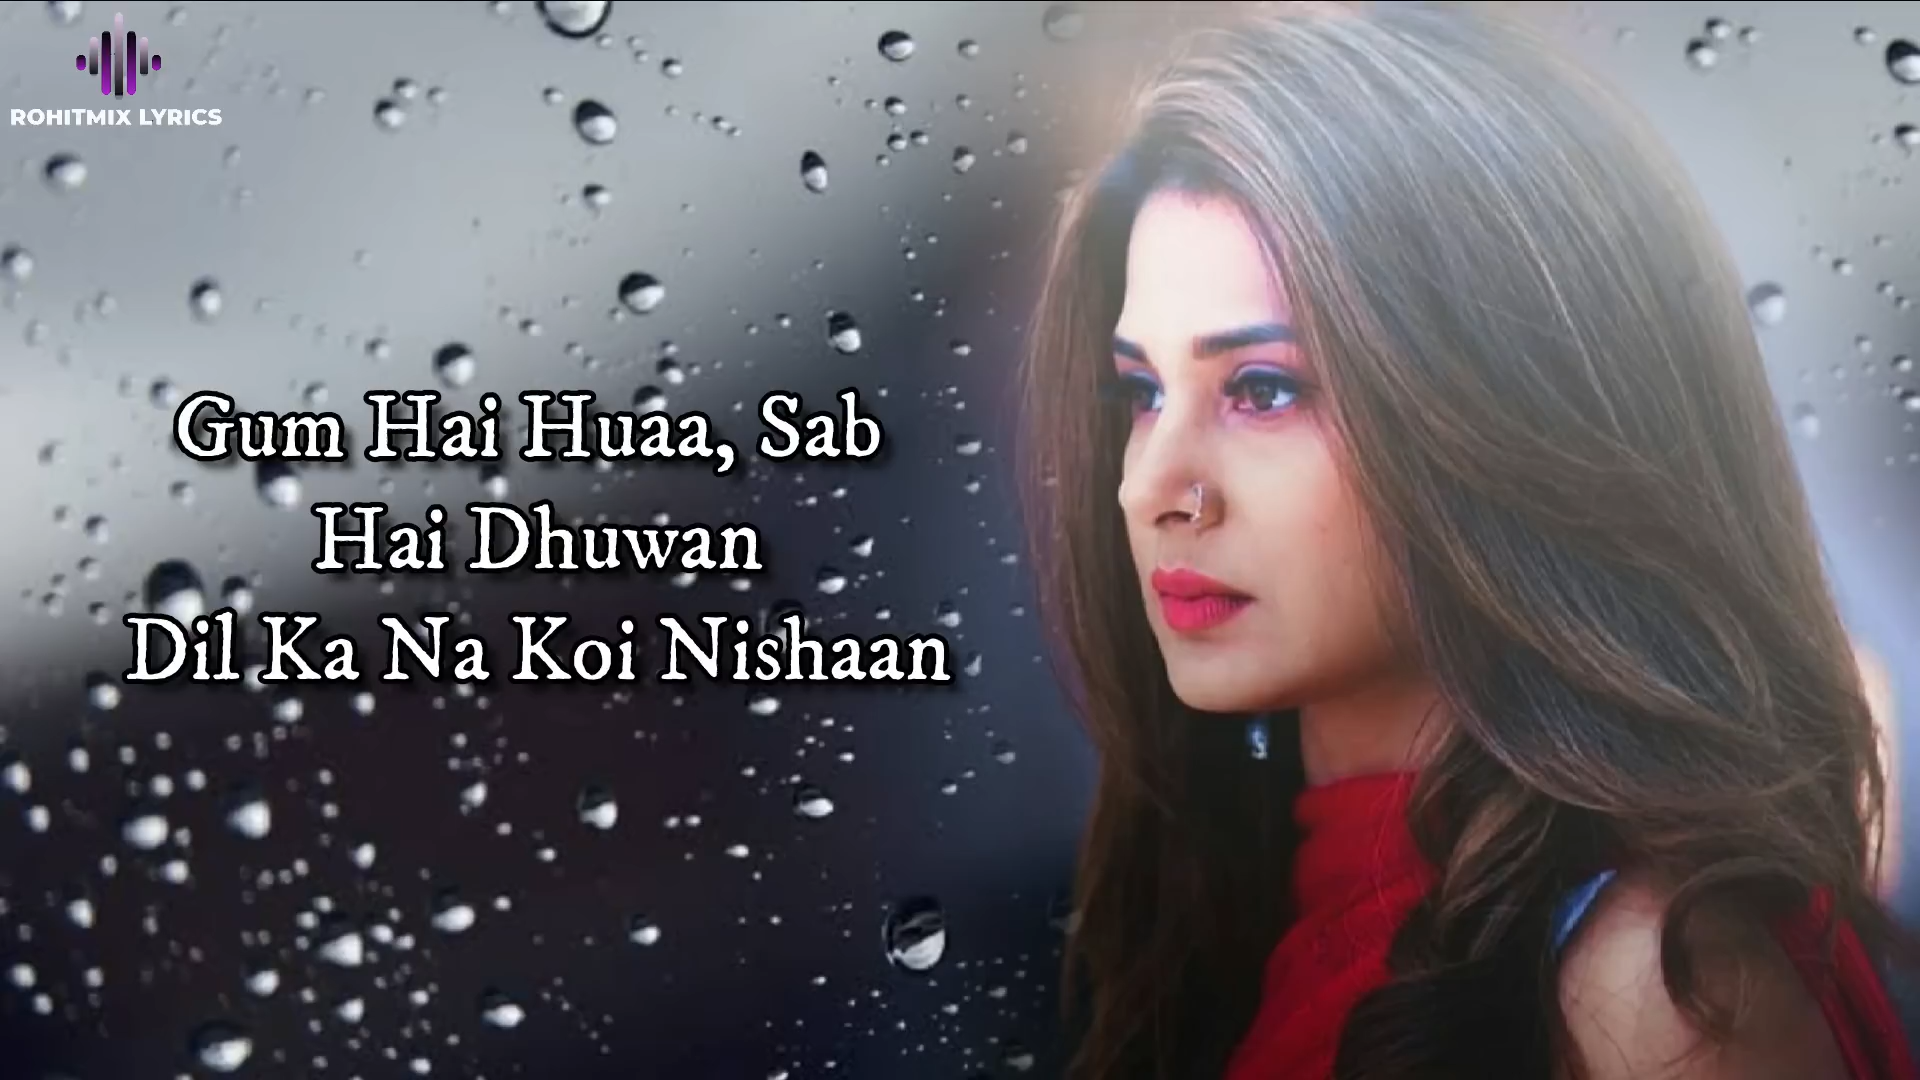 ROHITMIX LYRICS
Gum Hai Huaa, Sab
Hai Dhuwan
Dil Ka Na Koi Nishaan